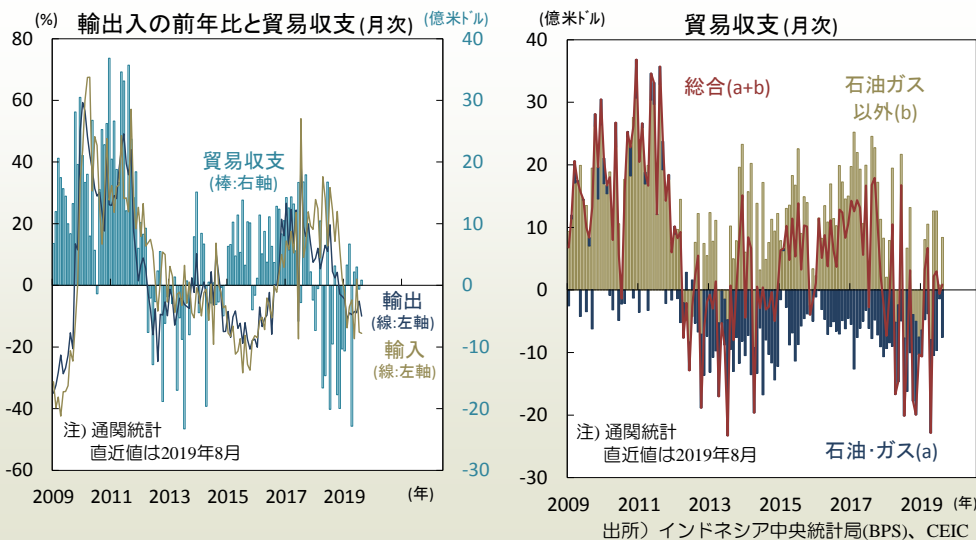 輸出入の前年比と貿易収支(月次)
(%)
(億米ドル)
80
60
40
20
0
-20
-40
-60
40
30
20
10
0
-10
-20
-30
貿易収支
(棒:右軸)
輸出
(線:左軸)
輸入
(線:左軸)
注) 通関統計
直近値は2019年8月
2009 2011 2013 2015 2017 2019 (年)
貿易収支(月次)
(億米ドル)
40
30
20
10
0
-10
-20
-30
総合(a+b)
石油ガス
以外(b)
注) 通関統計
直近値は2019年8月
石油・ガス(a)
2009 2011 2013 2015 2017 2019 (年)
出所）インドネシア中央統計局(BPS)、CEIC